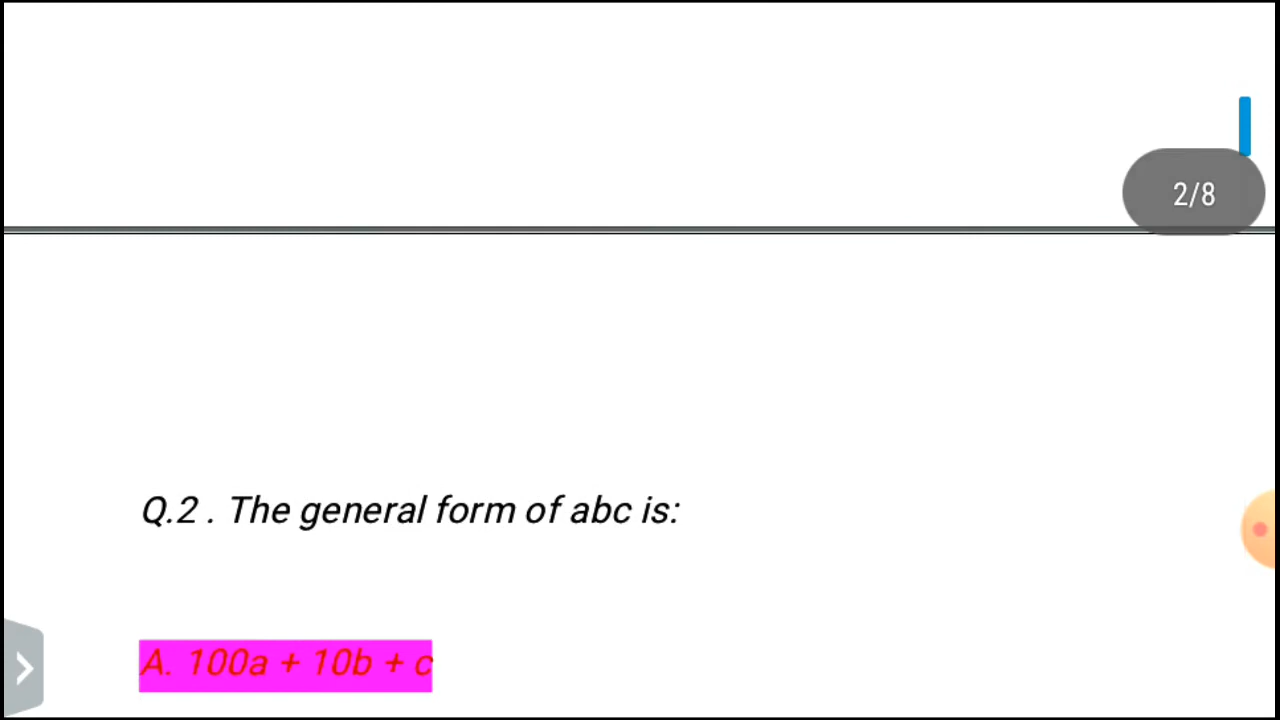 2/8
Q.2 . The general form of abc is:
A. 100a + 10b + c